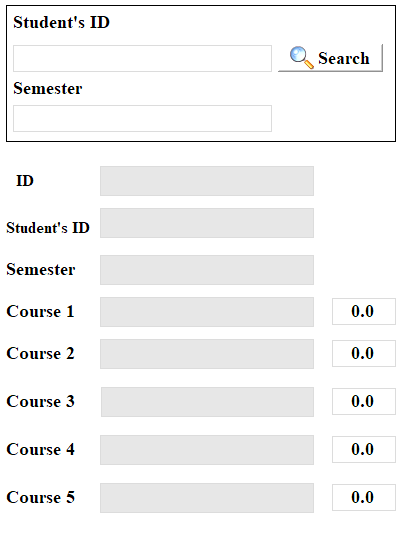 Student's ID
Search
Semester
ID
Student's ID
Semester
Course 1 0.0
Course 2 0.0
Course 3 0.0
Course 4 0.0
Course 5 0.0